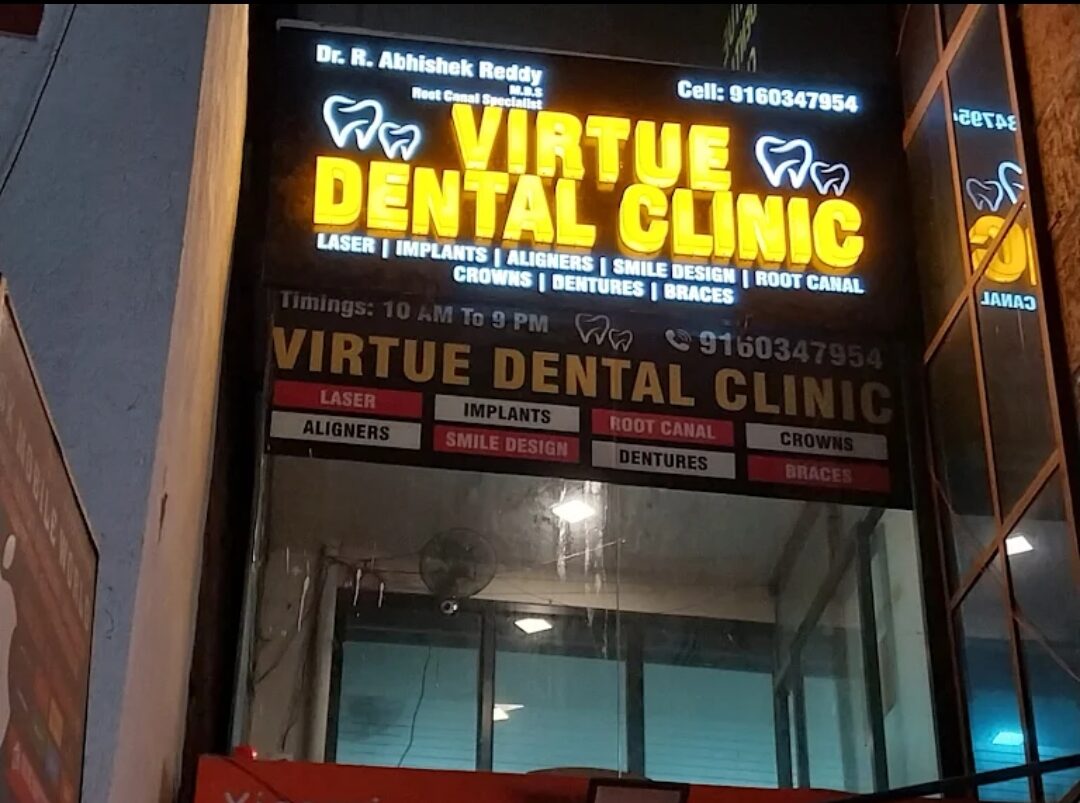 Dr. R. Abhishek Reddy
M.D.S
Root Canal Specialist
Cell: 9160347954
VIRTUE
DENTAL CLINIC
LASER | IMPLANTS | ALIGNERS | SMILE DESIGN | ROOT CANAL
CROWNS | DENTURES | BRACES
Timings: 10 AM To 9 PM
9160347954
VIRTUE DENTAL CLINIC
LASER IMPLANTS ROOT CANAL CROWNS
ALIGNERS SMILE DESIGN DENTURES BRACES